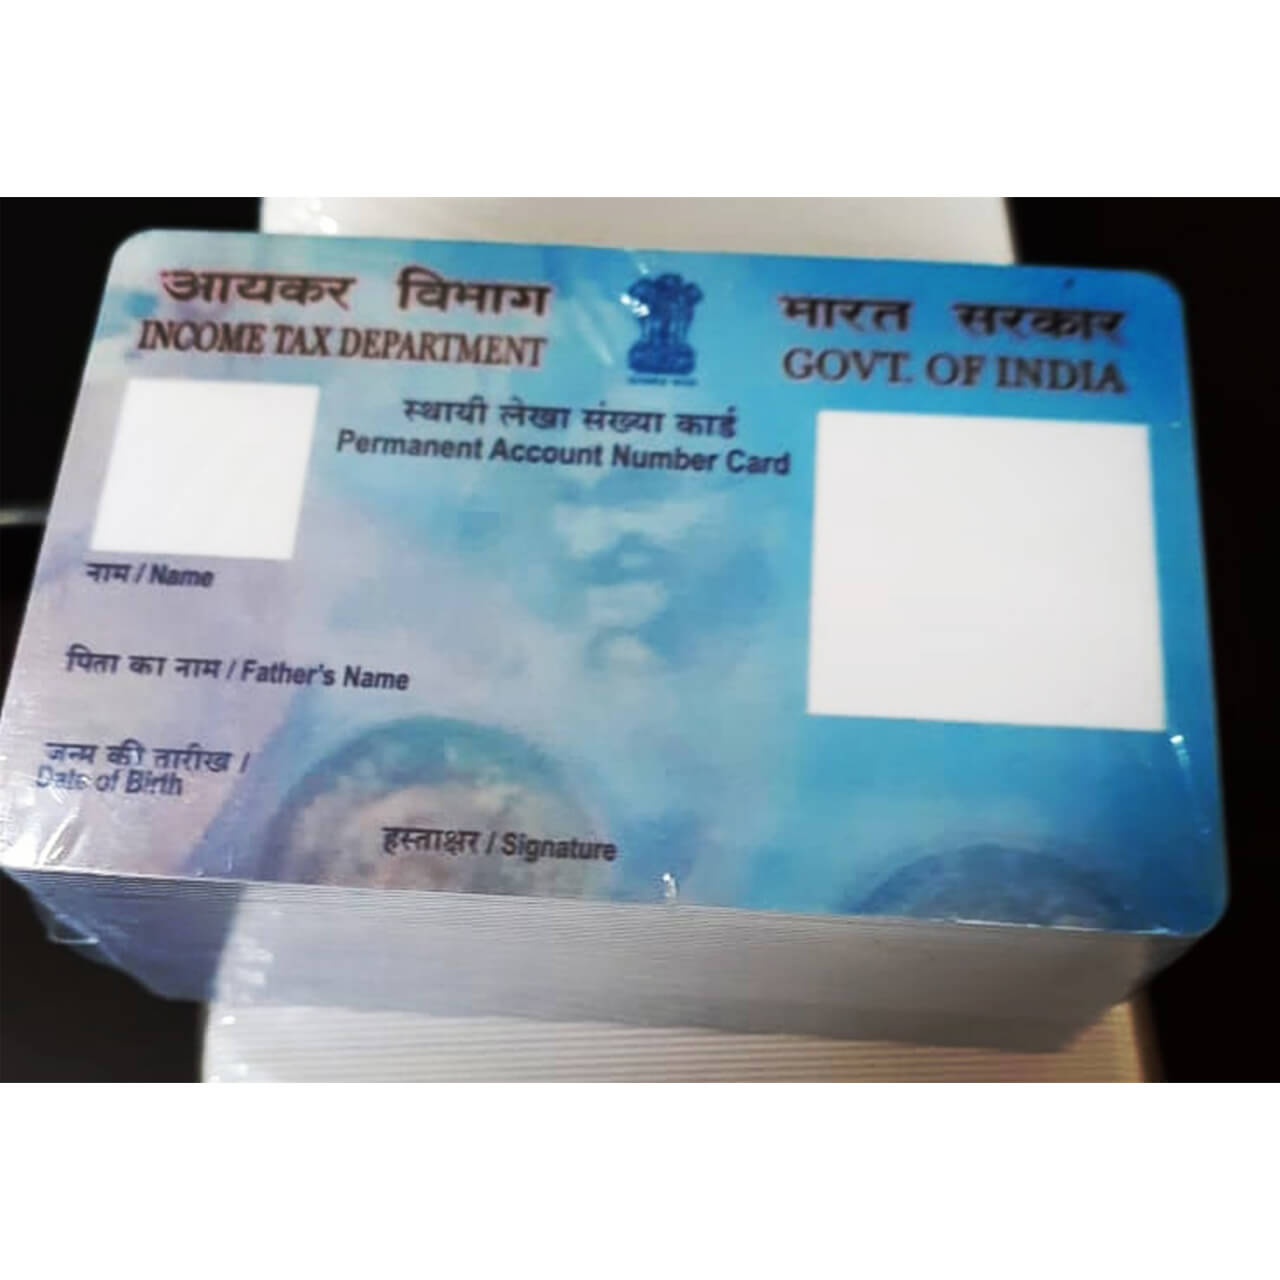 आयकर विभाग
INCOME TAX DEPARTMENT
भारत सरकार
GOVT. OF INDIA
स्थायी लेखा संख्या कार्ड
Permanent Account Number Card
नाम / Name
पिता का नाम / Father's Name
जन्म की तारीख /
Date of Birth
हस्ताक्षर / Signature